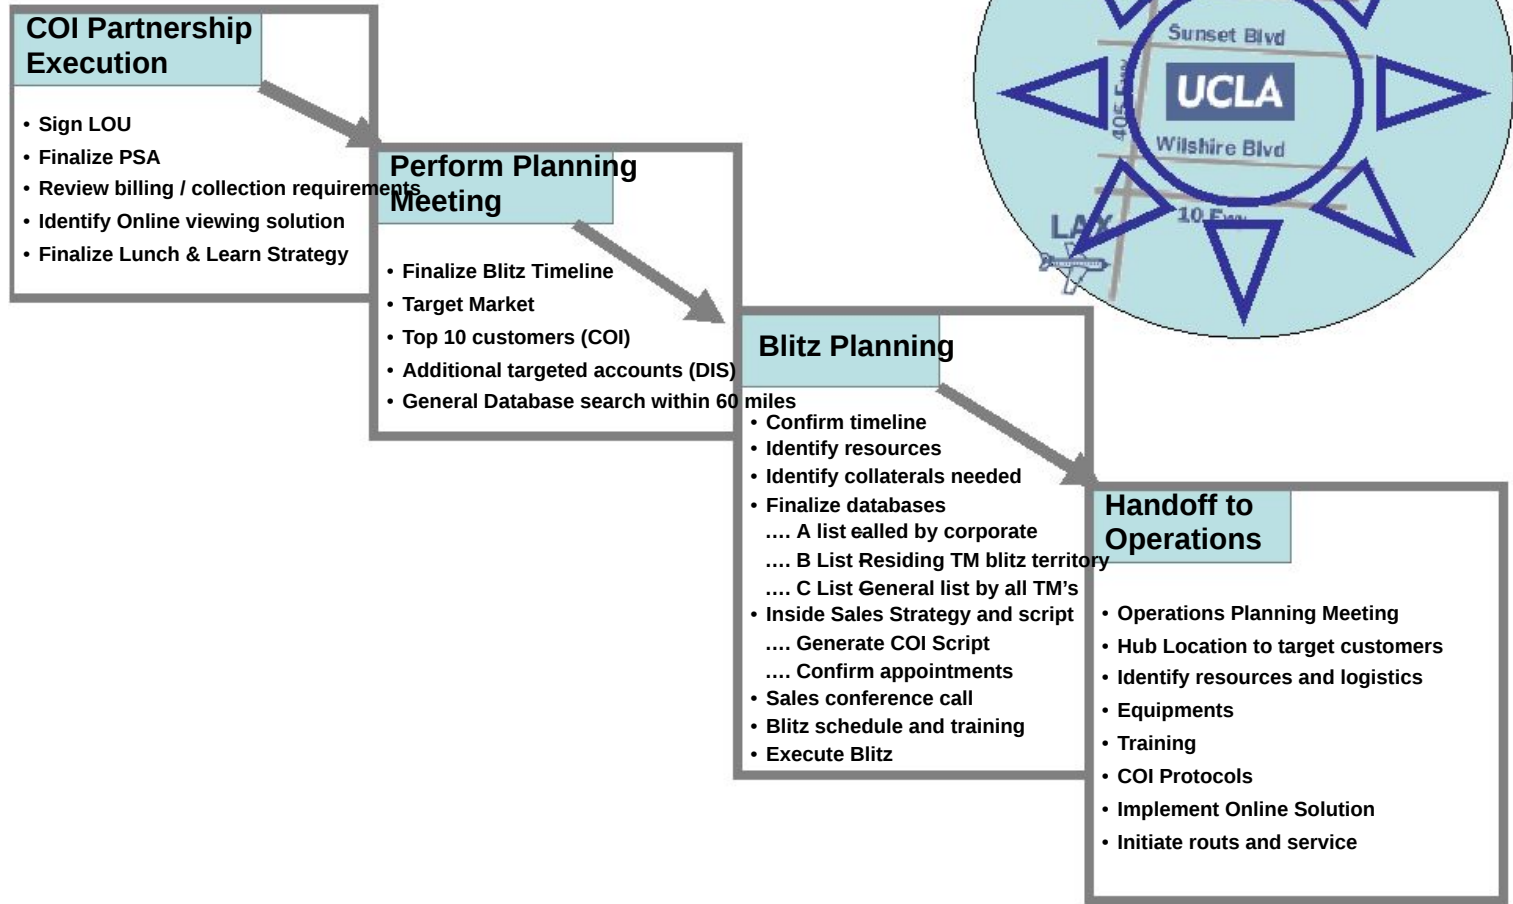 COI Partnership
Execution
• Sign LOU
• Finalize PSA
• Review billing / collection requirements
• Identify Online viewing solution
• Finalize Lunch & Learn Strategy
Perform Planning
Meeting
• Finalize Blitz Timeline
• Target Market
• Top 10 customers (COI)
• Additional targeted accounts (DIS)
• General Database search within 60 miles
Blitz Planning
• Confirm timeline
• Identify resources
• Identify collaterals needed
• Finalize databases
.... A list called by corporate
.... B List Residing TM blitz territory
.... C List General list by all TM's
• Inside Sales Strategy and script
.... Generate COI Script
.... Confirm appointments
• Sales conference call
• Blitz schedule and training
• Execute Blitz
Handoff to
Operations
• Operations Planning Meeting
• Hub Location to target customers
• Identify resources and logistics
• Equipments
• Training
• COI Protocols
• Implement Online Solution
• Initiate routs and service
Sunset Blvd
UCLA
405 Fwy
Wilshire Blvd
10 Fwy
LAX